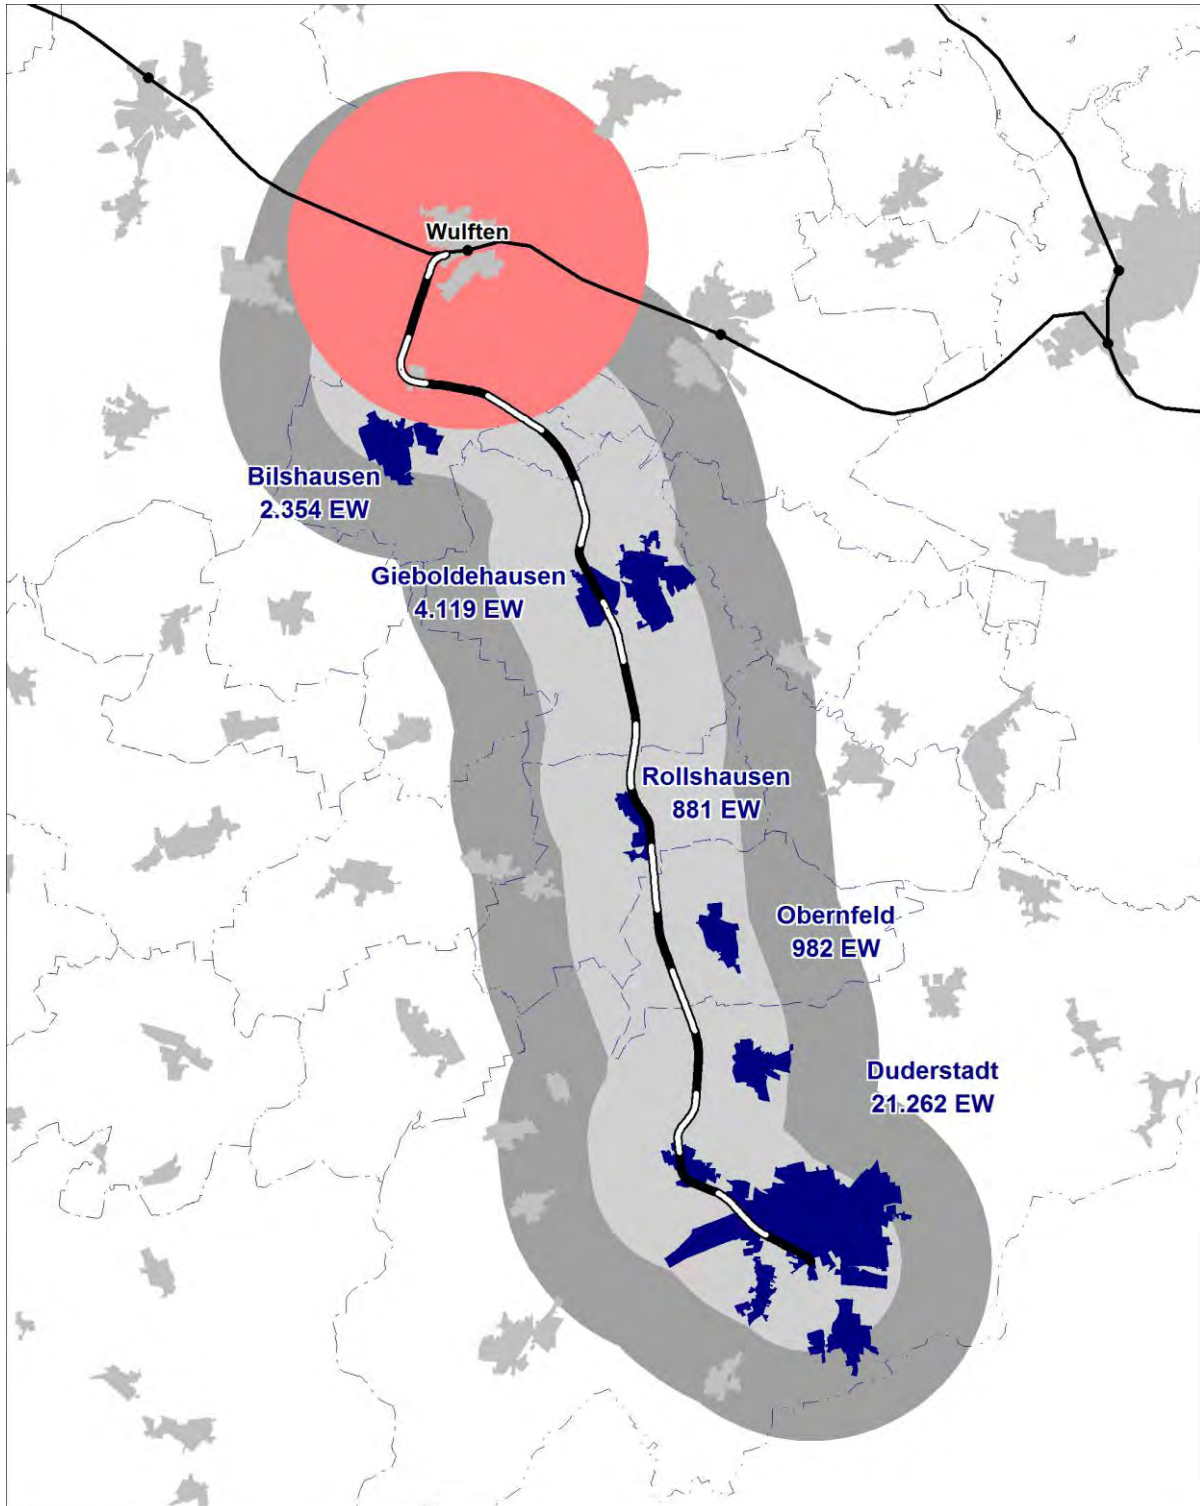 Wulften
Bilshausen
2.354 EW
Gieboldehausen
4.119 EW
Rollshausen
881 EW
Obernfeld
982 EW
Duderstadt
21.262 EW